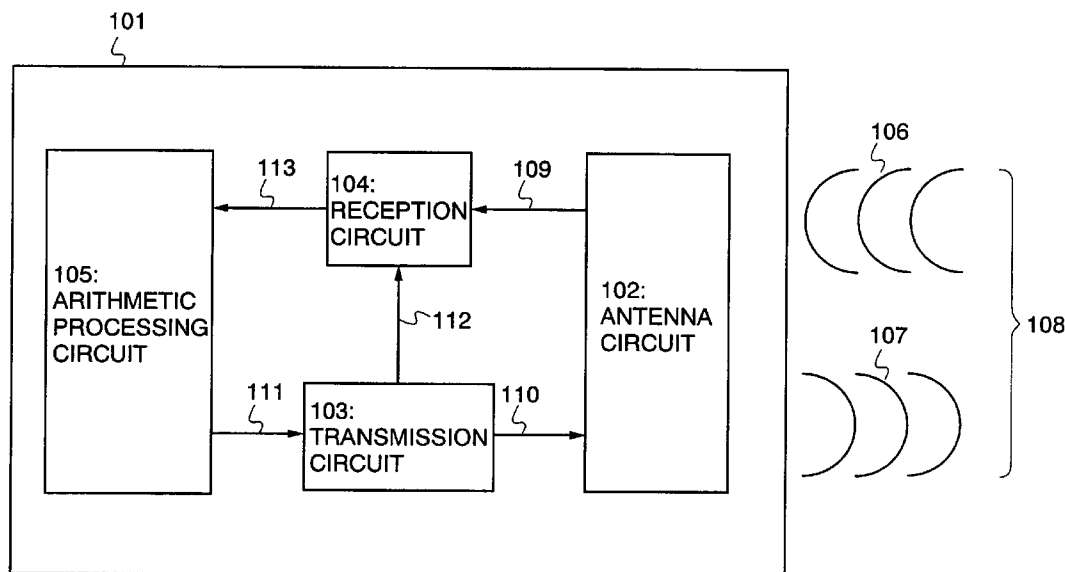 101
106
113
104:
RECEPTION
CIRCUIT
109
105:
ARITHMETIC
PROCESSING
CIRCUIT
112
102:
ANTENNA
CIRCUIT
108
107
111
103:
TRANSMISSION
CIRCUIT
110